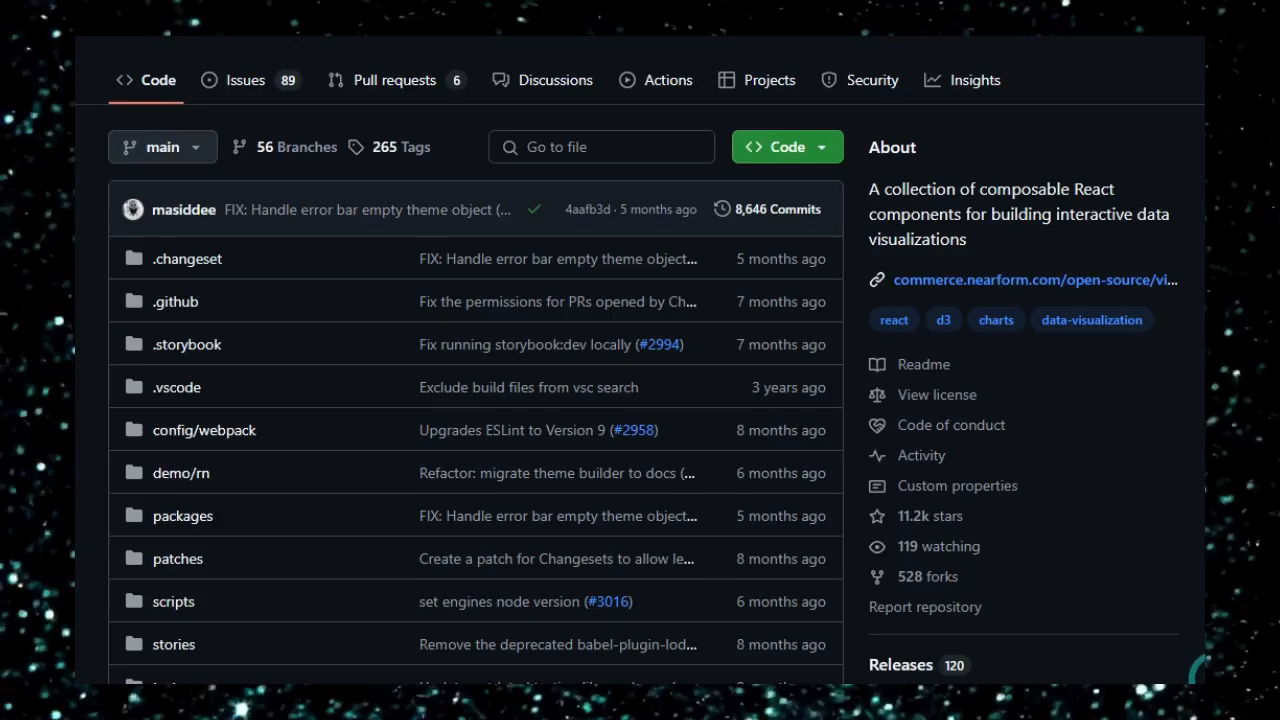 Code Issues 89 Pull requests 6 Discussions Actions Projects Security Insights
main 56 Branches 265 Tags Go to file Code
masiddee FIX: Handle error bar empty theme object (... 4aafb3d · 5 months ago 8,646 Commits
.changeset FIX: Handle error bar empty theme object... 5 months ago
.github Fix the permissions for PRs opened by Ch... 7 months ago
.storybook Fix running storybook:dev locally (#2994) 7 months ago
.vscode Exclude build files from vsc search 3 years ago
config/webpack Upgrades ESLint to Version 9 (#2958) 8 months ago
demo/rn Refactor: migrate theme builder to docs (... 6 months ago
packages FIX: Handle error bar empty theme object... 5 months ago
patches Create a patch for Changesets to allow le... 8 months ago
scripts set engines node version (#3016) 6 months ago
stories Remove the deprecated babel-plugin-lod... 8 months ago
About
A collection of composable React
components for building interactive data
visualizations
commerce.nearform.com/open-source/vi...
react d3 charts data-visualization
Readme
View license
Code of conduct
Activity
Custom properties
11.2k stars
119 watching
528 forks
Report repository
Releases 120